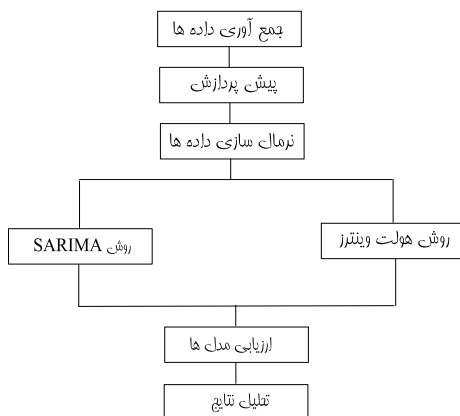 جمع آوری داده ها
پیش پردازش
نرمال سازی داده ها
روش هولت وینترز
روش SARIMA
ارزیابی مدل ها
تحلیل نتایج